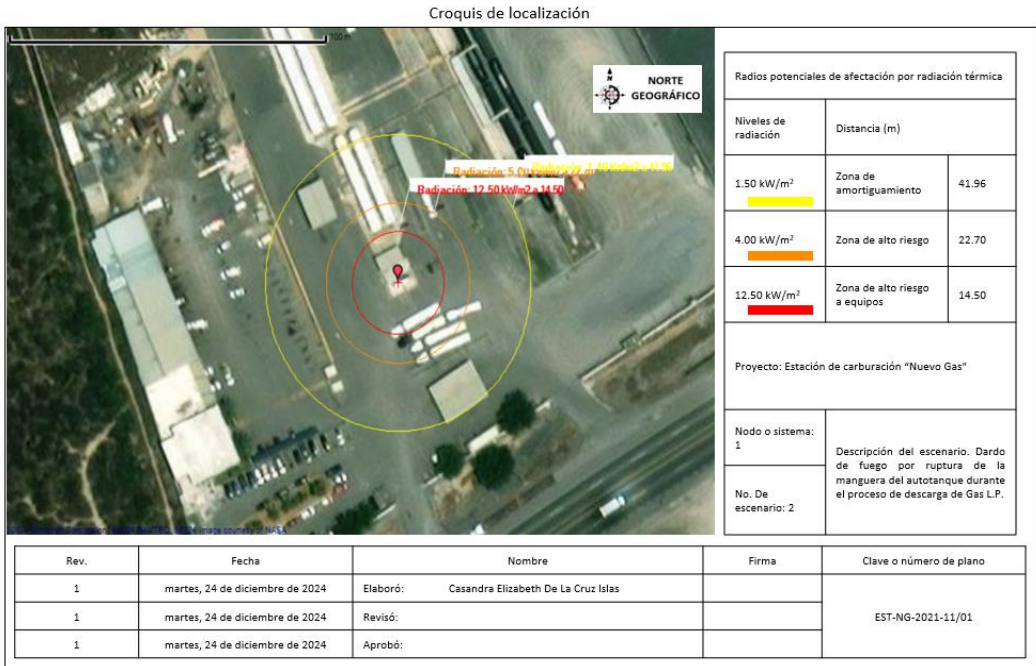 Croquis de localización
100 m
N
NORTE
GEOGRÁFICO
Radiación: 12.50 kW/m2 a 14.50
Image courtesy of NASA
Radios potenciales de afectación por radiación térmica
Niveles de
radiación
Distancia (m)
1.50 kW/m²
Zona de
amortiguamiento
41.96
4.00 kW/m²
Zona de alto riesgo
22.70
12.50 kW/m²
Zona de alto riesgo
a equipos
14.50
Proyecto: Estación de carburación “Nuevo Gas”
Nodo o sistema:
1
No. De
escenario: 2
Descripción del escenario. Dardo
de fuego por ruptura de la
manguera del autotanque durante
el proceso de descarga de Gas L.P.
Rev. Fecha Nombre Firma Clave o número de plano
1 martes, 24 de diciembre de 2024 Elaboró: Casandra Elizabeth De La Cruz Islas
1 martes, 24 de diciembre de 2024 Revisó:
EST-NG-2021-11/01
1 martes, 24 de diciembre de 2024 Aprobó: